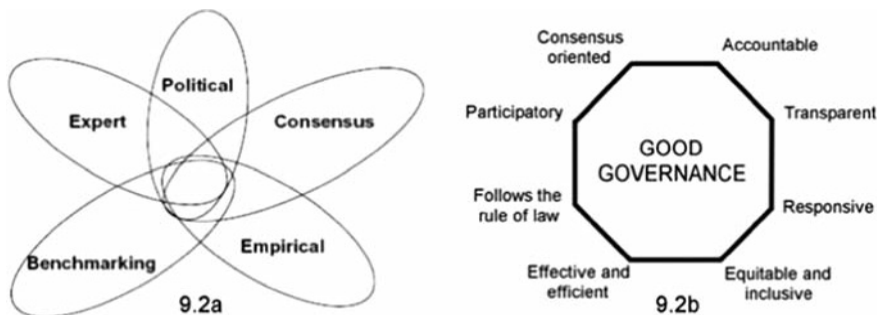 Political
Expert
Consensus
Benchmarking
Empirical
9.2a
Consensus
oriented
Accountable
Participatory
Transparent
GOOD
GOVERNANCE
Follows the
rule of law
Responsive
Effective and
efficient
Equitable and
inclusive
9.2b